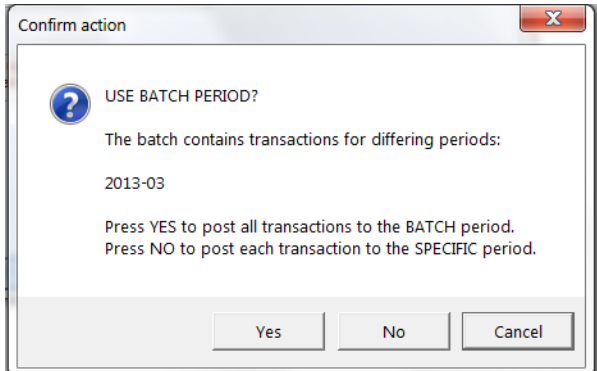 Confirm action
USE BATCH PERIOD?
The batch contains transactions for differing periods:
2013-03
Press YES to post all transactions to the BATCH period.
Press NO to post each transaction to the SPECIFIC period.
Yes
No
Cancel